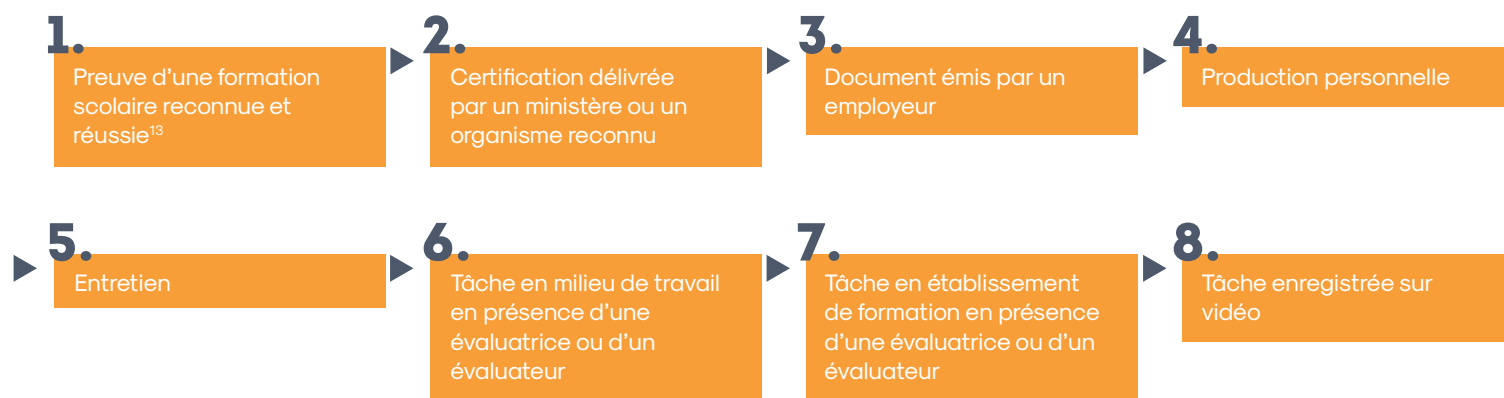 1.
Preuve d’une formation
scolaire reconnue et
réussie¹³
2.
Certification délivrée
par un ministère ou un
organisme reconnu
3.
Document émis par un
employeur
4.
Production personnelle
5.
Entretien
6.
Tâche en milieu de travail
en présence d’une
évaluatrice ou d’un
évaluateur
7.
Tâche en établissement
de formation en présence
d’une évaluatrice ou d’un
évaluateur
8.
Tâche enregistrée sur
vidéo